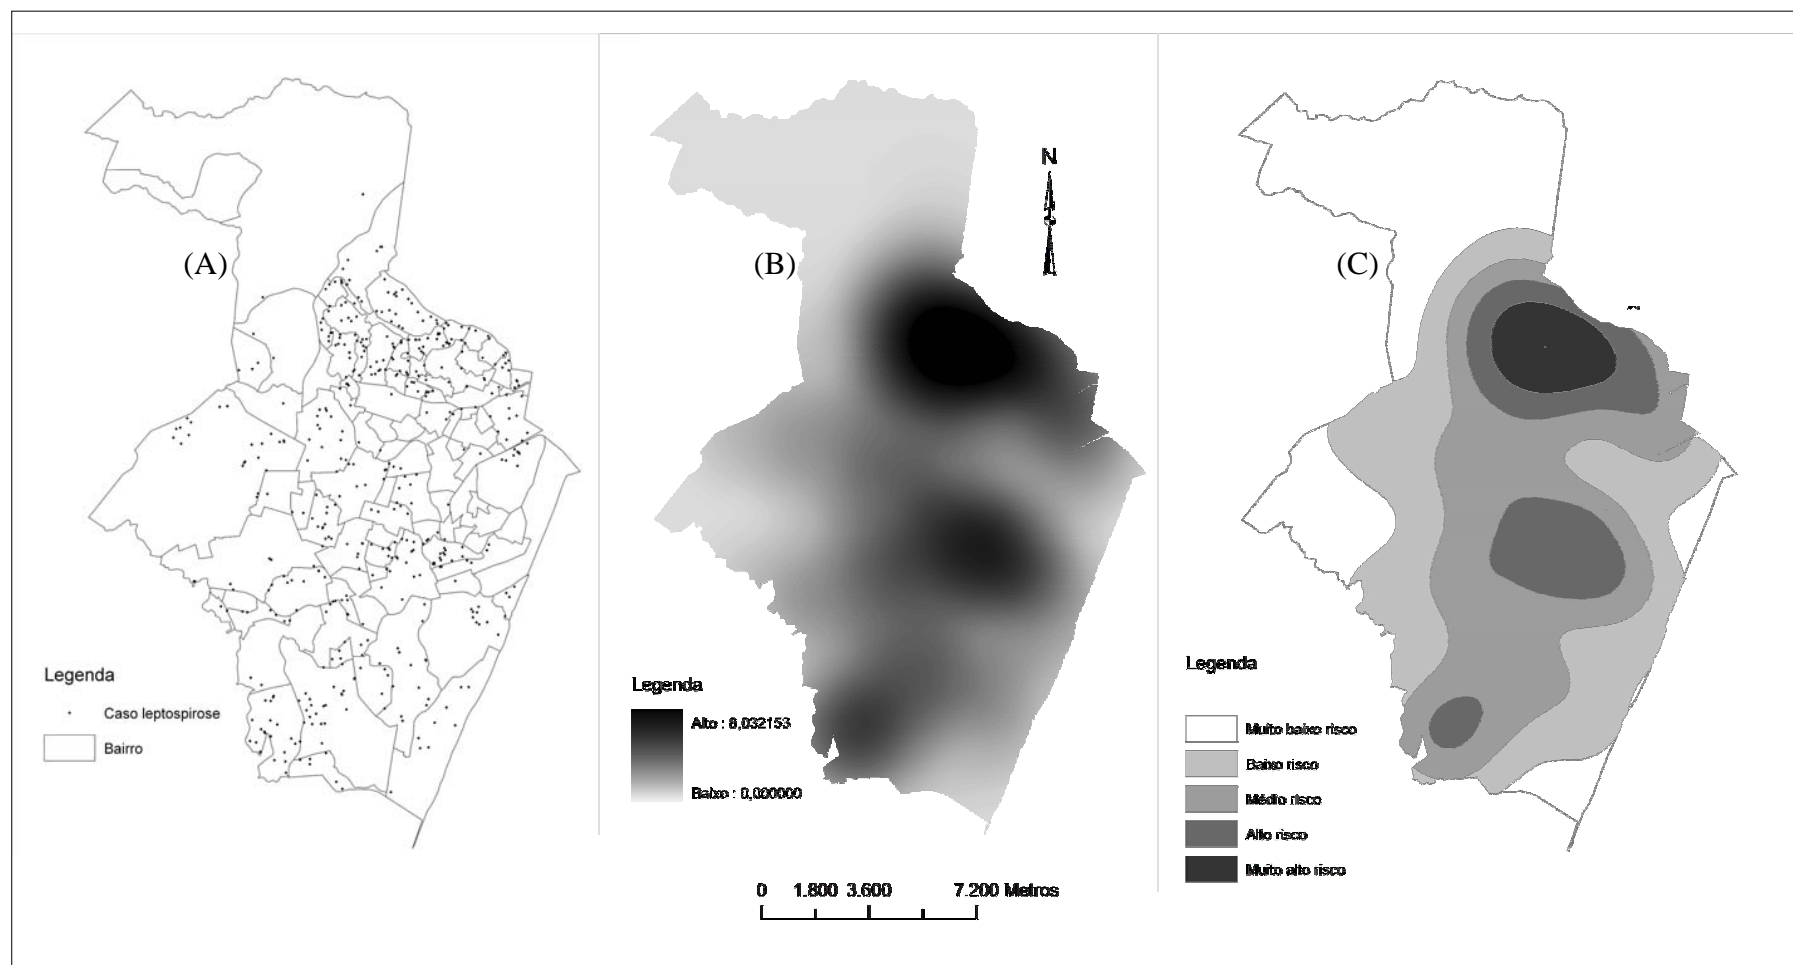 (A)
Legenda
Caso leptospirose
Bairro
(B)
N
Legenda
Alto : 6,032153
Baixo : 0,000000
0 1.800 3.600 7.200 Metros
(C)
Legenda
Muito baixo risco
Baixo risco
Médio risco
Alto risco
Muito alto risco